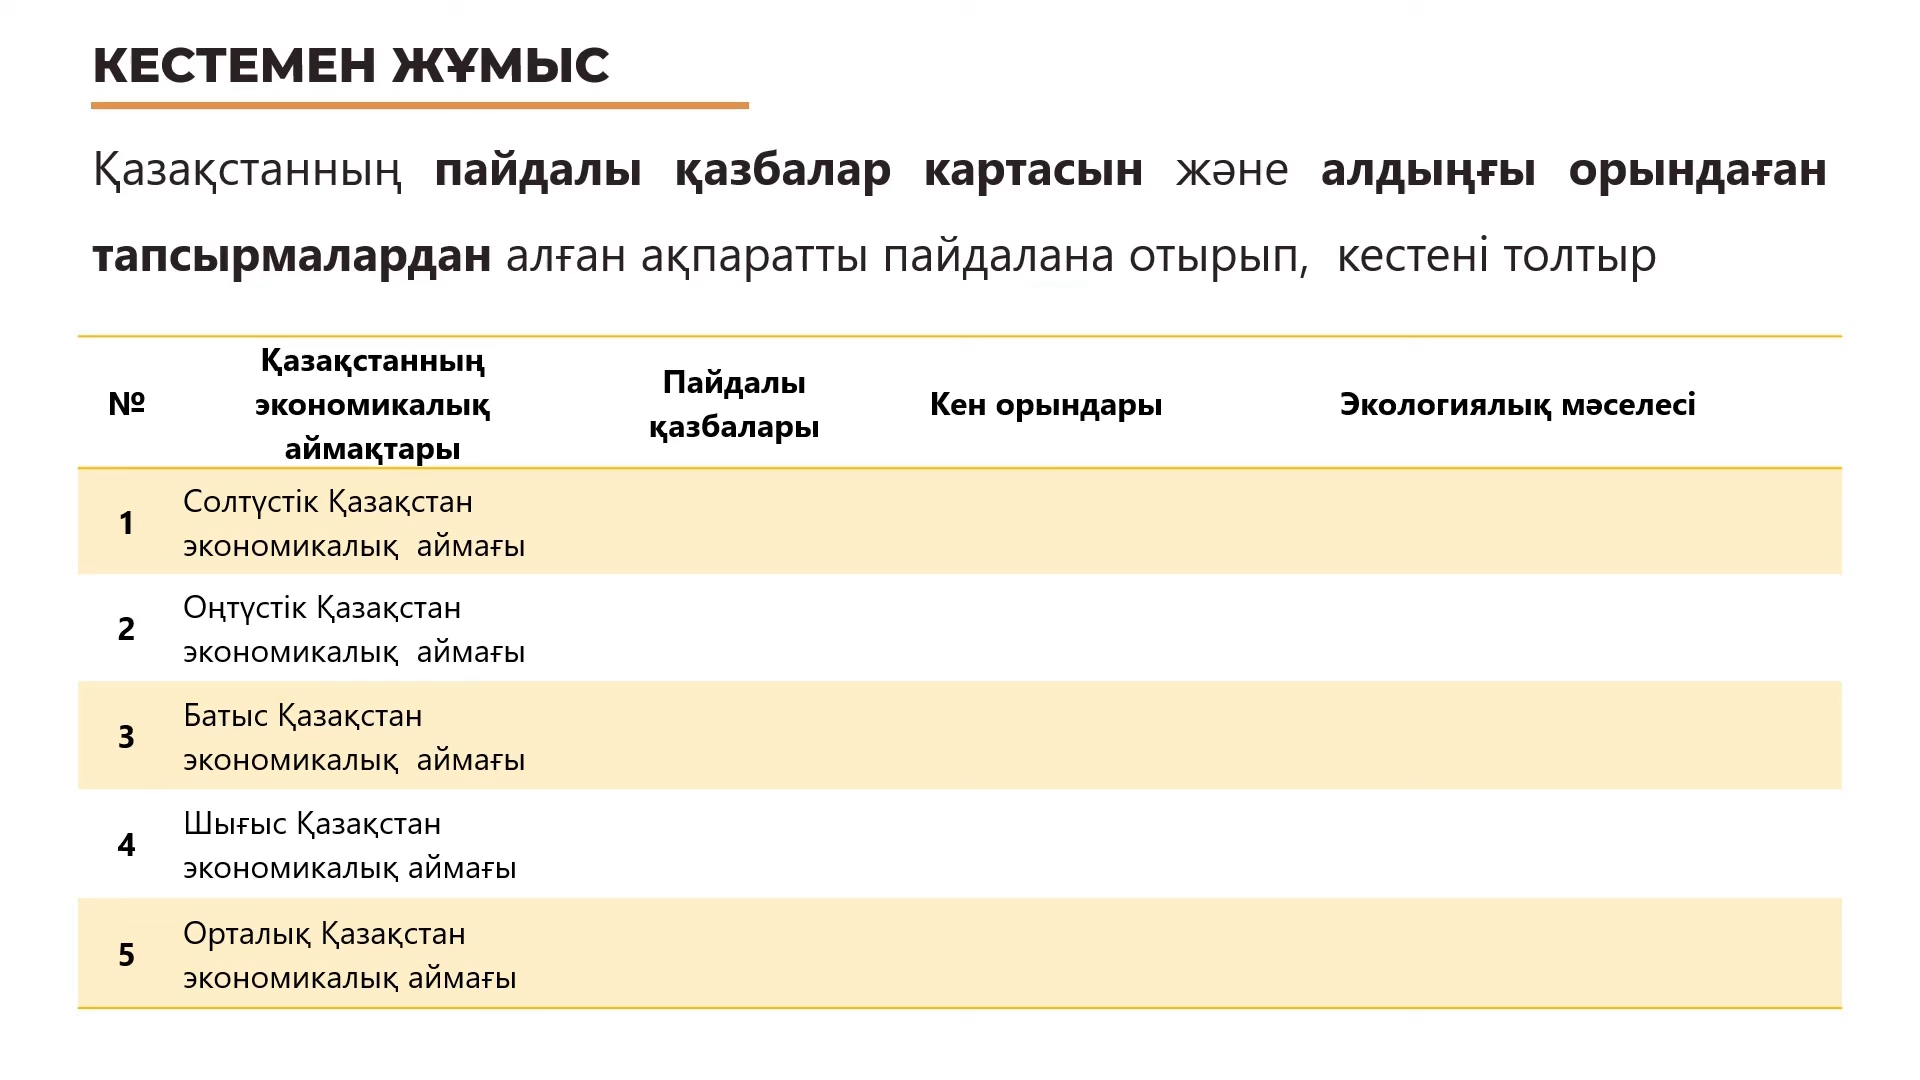 КЕСТЕМЕН ЖҰМЫС
Қазақстанның пайдалы қазбалар картасын және алдыңғы орындаған
тапсырмалардан алған ақпаратты пайдалана отырып, кестені толтыр
№
Қазақстанның
экономикалық
аймақтары
Пайдалы
қазбалары
Кен орындары
Экологиялық мәселесі
1
Солтүстік Қазақстан
экономикалық аймағы
2
Оңтүстік Қазақстан
экономикалық аймағы
3
Батыс Қазақстан
экономикалық аймағы
4
Шығыс Қазақстан
экономикалық аймағы
5
Орталық Қазақстан
экономикалық аймағы